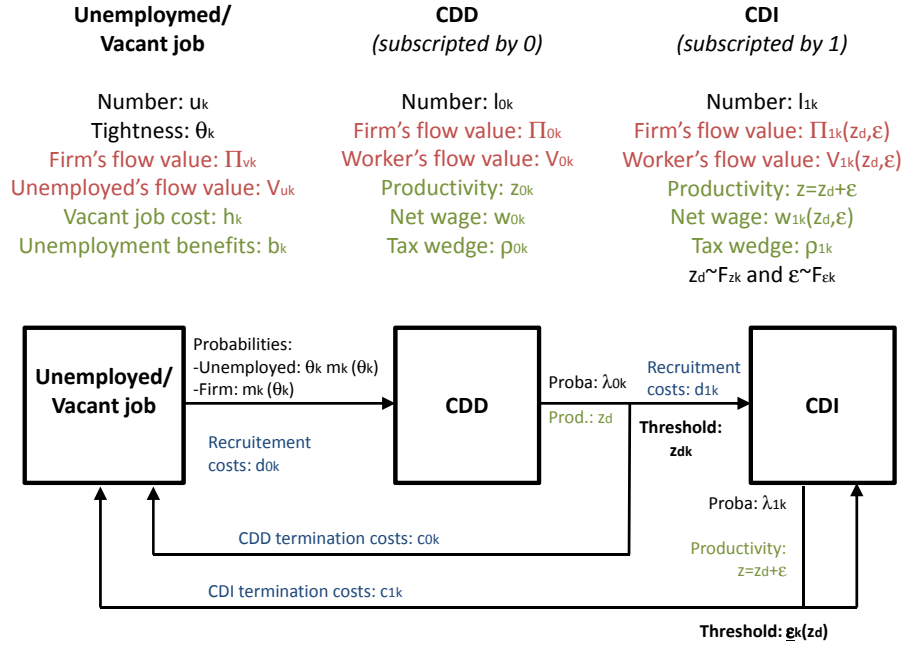 Unemploymed/
Vacant job
CDD
(subscripted by 0)
CDI
(subscripted by 1)
Number: uk
Tightness: θk
Firm's flow value: Πvk
Unemployed's flow value: Vuk
Vacant job cost: hk
Unemployment benefits: bk
Number: l0k
Firm's flow value: Π0k
Worker's flow value: V0k
Productivity: z0k
Net wage: w0k
Tax wedge: ρ0k
Number: l1k
Firm's flow value: Π1k(zd,ε)
Worker's flow value: V1k(zd,ε)
Productivity: z=zd+ε
Net wage: w1k(zd,ε)
Tax wedge: ρ1k
zd~Fzk and ε~Fεk
Unemployed/
Vacant job
Probabilities:
-Unemployed: θk mk (θk)
-Firm: mk (θk)
Recruitement
costs: d0k
CDD
Proba: λ0k
Prod.: zd
Recruitment
costs: d1k
Threshold:
zdk
CDI
Proba: λ1k
Productivity:
z=zd+ε
CDD termination costs: c0k
CDI termination costs: c1k
Threshold: εk(zd)